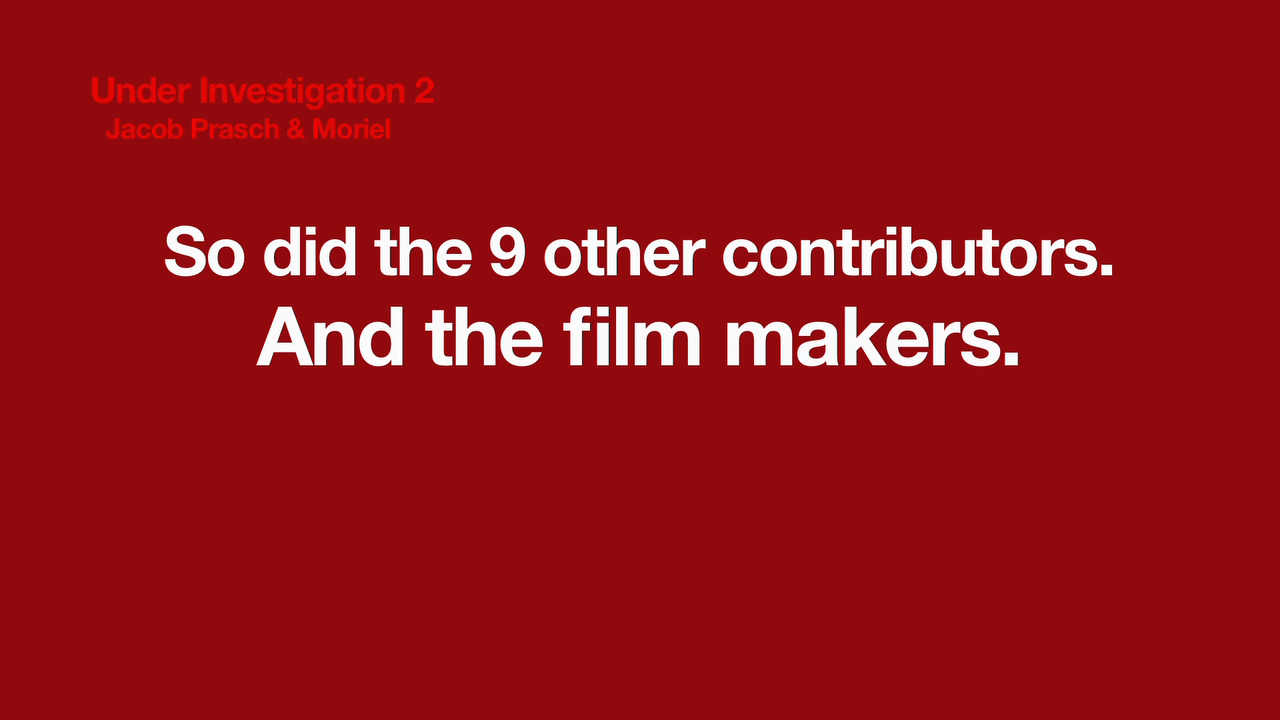 Under Investigation 2
Jacob Prasch & Moriel
So did the 9 other contributors.
And the film makers.